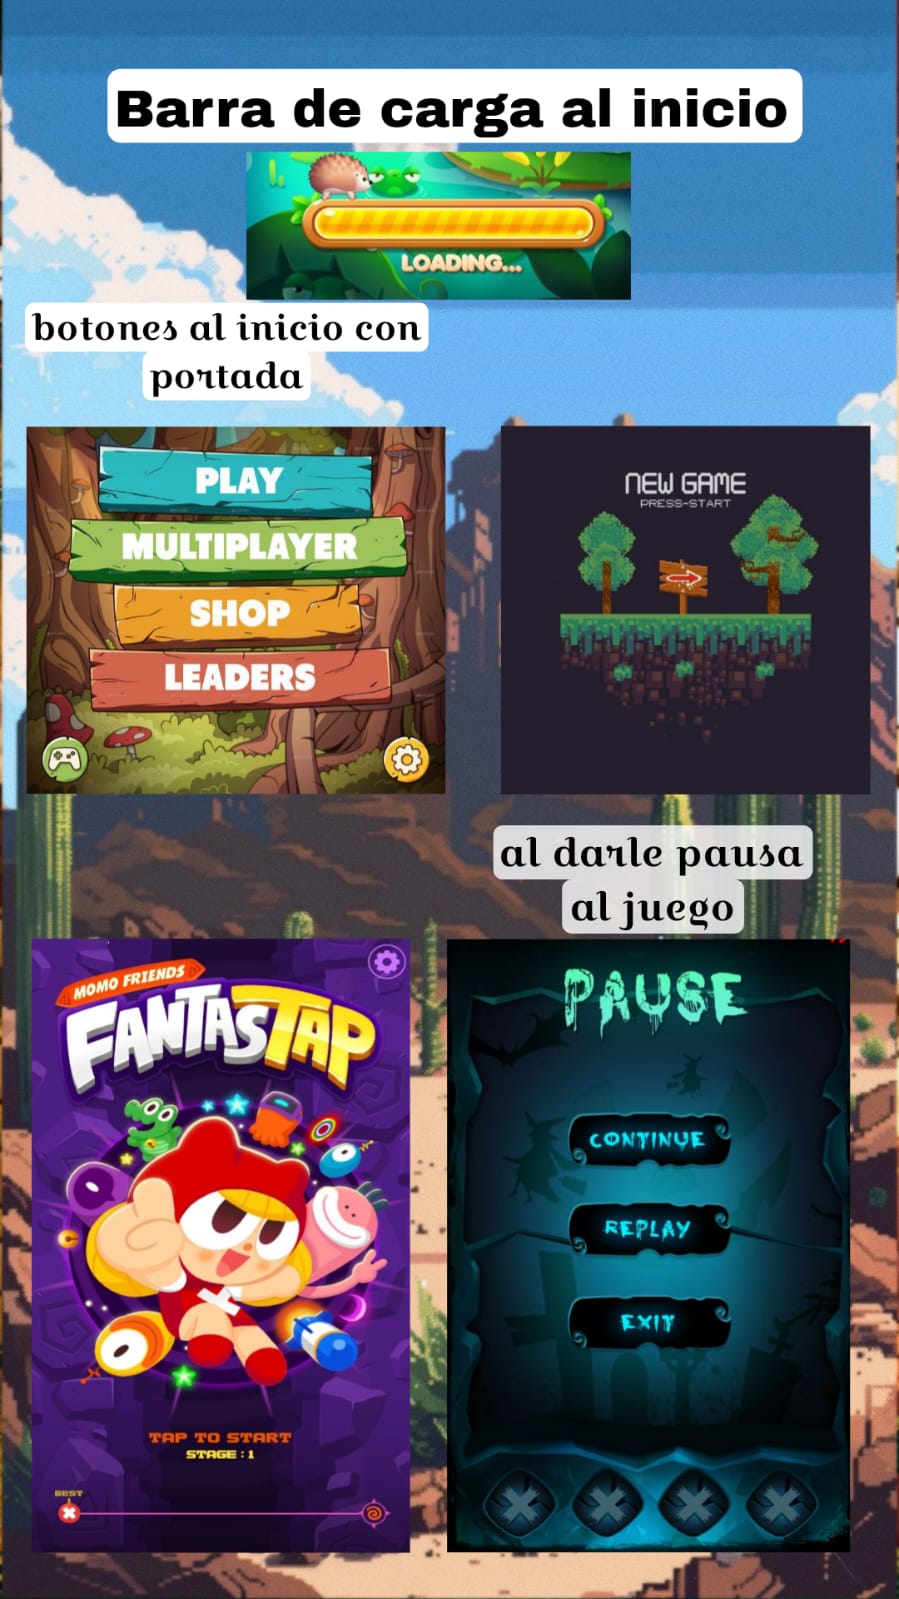 Barra de carga al inicio
LOADING...
botones al inicio con
portada
PLAY
MULTIPLAYER
SHOP
LEADERS
NEW GAME
PRESS-START
al darle pausa
al juego
MOMO FRIENDS
FANTASTAP
TAP TO START
STAGE : 1
BEST
PAUSE
CONTINUE
REPLAY
EXIT